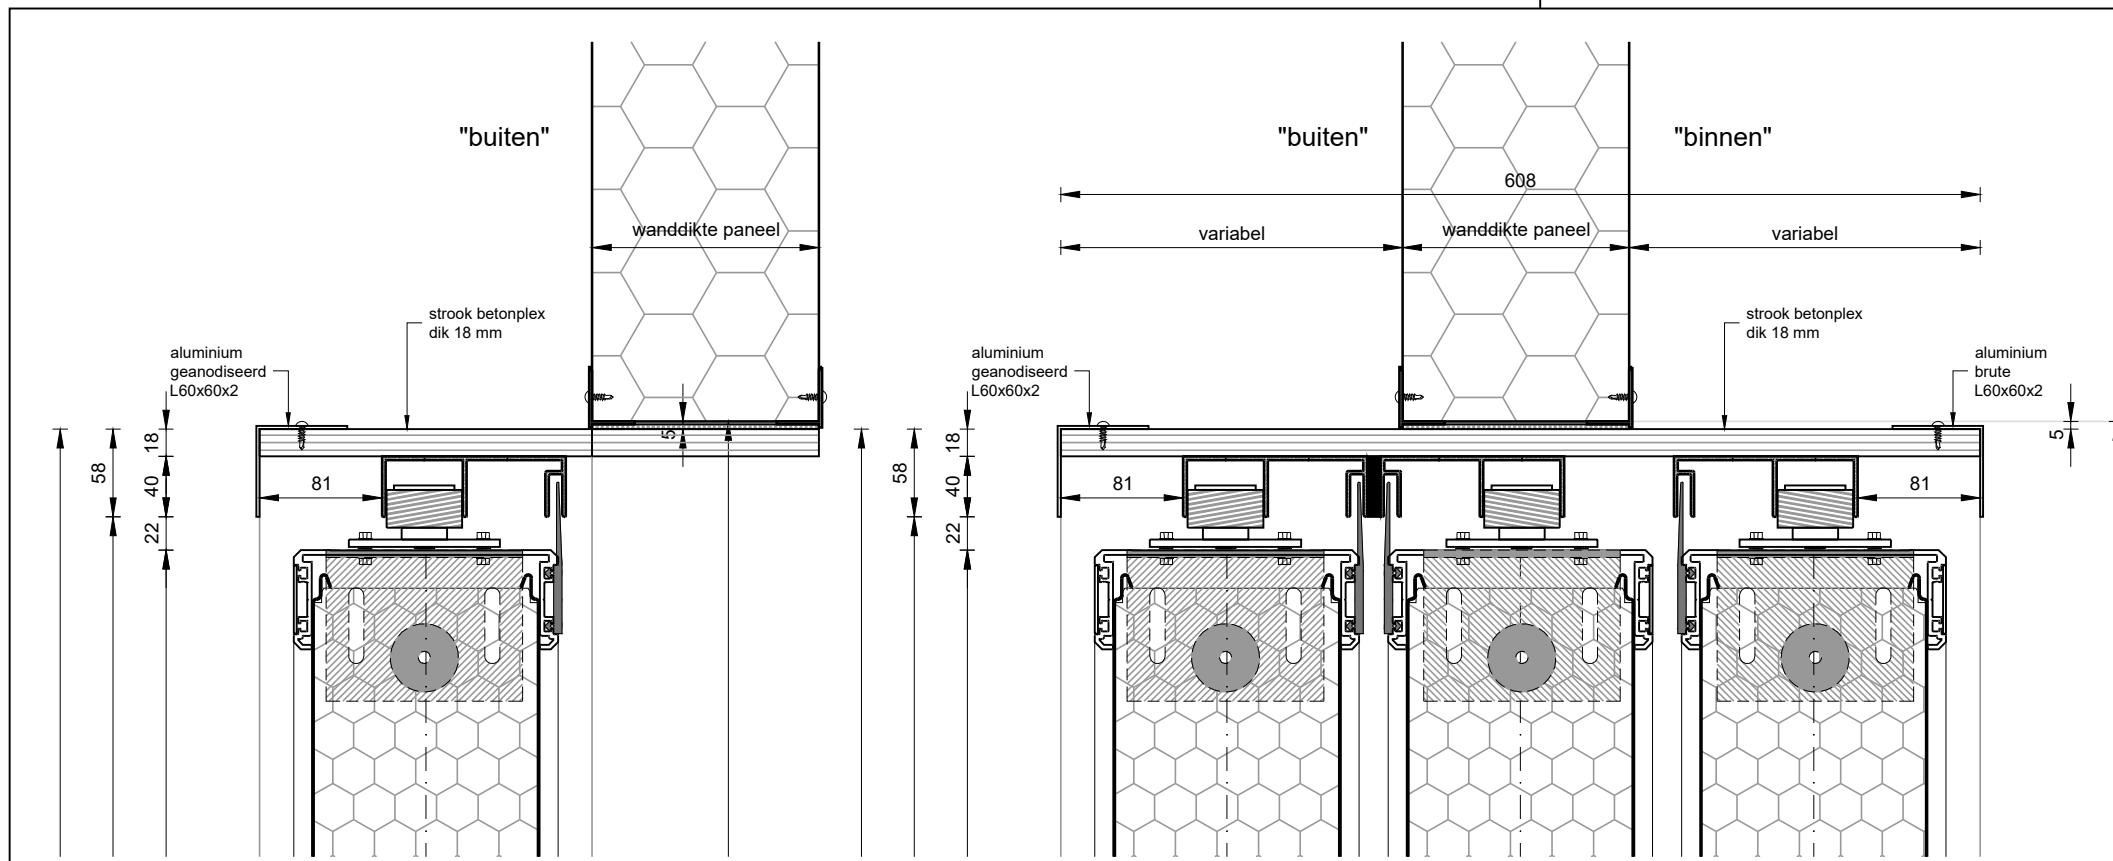 "buiten"
"buiten"
"binnen"
608
wanddikte paneel
variabel
wanddikte paneel
variabel
strook betonplex
dik 18 mm
strook betonplex
dik 18 mm
aluminium
geanodiseerd
L60x60x2
aluminium
geanodiseerd
L60x60x2
aluminium
brute
L60x60x2
58
18
40
22
81
5
58
18
40
22
81
81
5